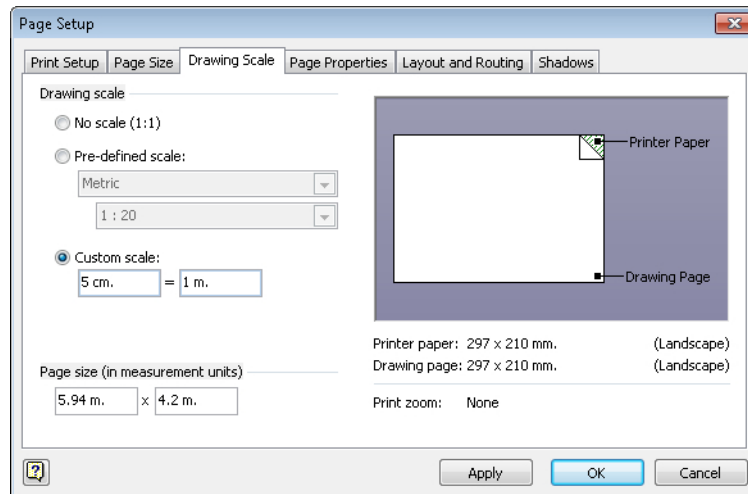 Page Setup
Print Setup Page Size Drawing Scale Page Properties Layout and Routing Shadows
Drawing scale
No scale (1:1)
Pre-defined scale:
Metric
1 : 20
Custom scale:
5 cm. = 1 m.
Page size (in measurement units)
5.94 m. x 4.2 m.
Printer Paper
Drawing Page
Printer paper: 297 x 210 mm. (Landscape)
Drawing page: 297 x 210 mm. (Landscape)
Print zoom: None
? Apply OK Cancel